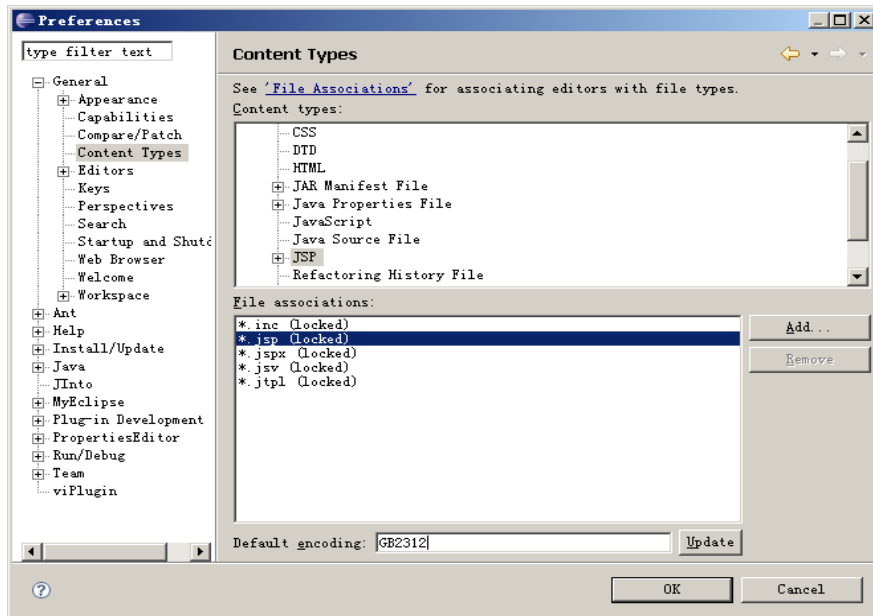 Preferences
type filter text
General
Appearance
Capabilities
Compare/Patch
Content Types
Editors
Keys
Perspectives
Search
Startup and Shutd
Web Browser
Welcome
Workspace
Ant
Help
Install/Update
Java
JInto
MyEclipse
Plug-in Development
PropertiesEditor
Run/Debug
Team
viPlugin
Content Types
See 'File Associations' for associating editors with file types.
Content types:
CSS
DTD
HTML
JAR Manifest File
Java Properties File
JavaScript
Java Source File
JSP
Refactoring History File
File associations:
*.inc (locked)
*.jsp (locked)
*.jspx (locked)
*.jsv (locked)
*.jtpl (locked)
Add...
Remove
Default encoding: GB2312 Update
OK Cancel